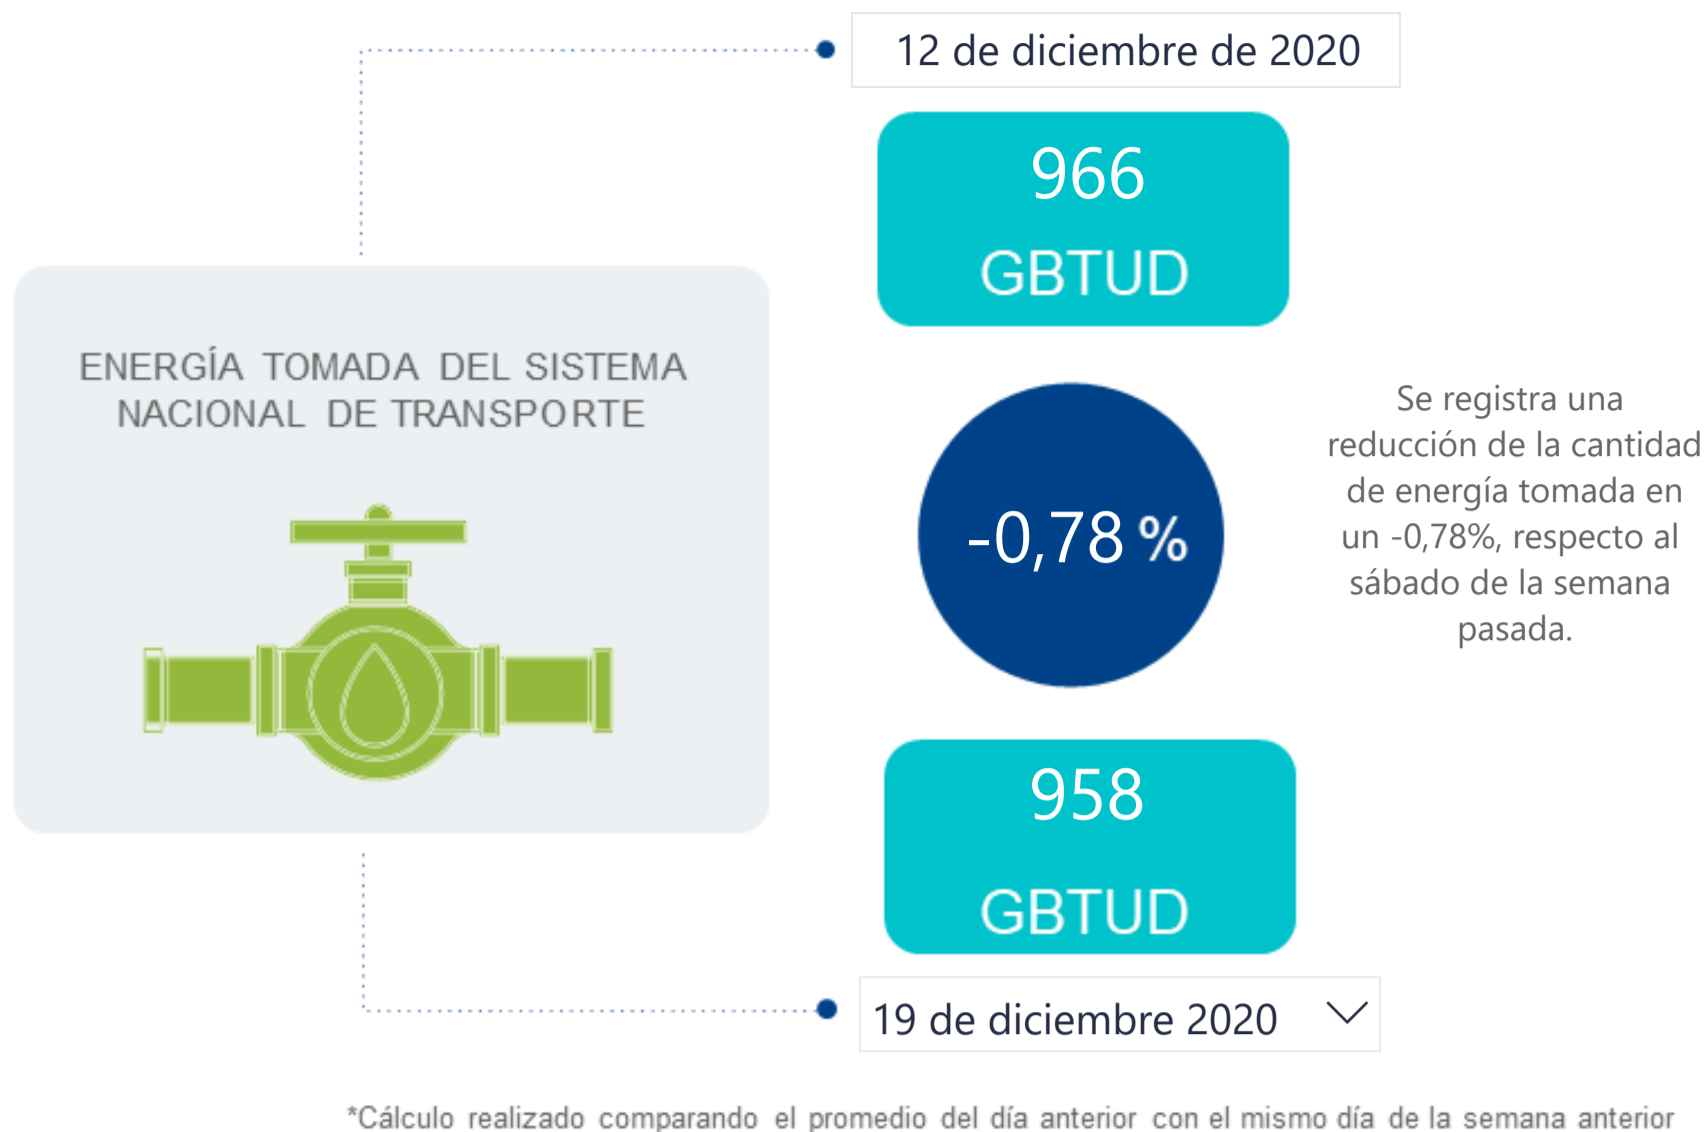 12 de diciembre de 2020
966
GBTUD
ENERGÍA TOMADA DEL SISTEMA
NACIONAL DE TRANSPORTE
-0,78 %
Se registra una
reducción de la cantidad
de energía tomada en
un -0,78%, respecto al
sábado de la semana
pasada.
958
GBTUD
19 de diciembre 2020
*Cálculo realizado comparando el promedio del día anterior con el mismo día de la semana anterior